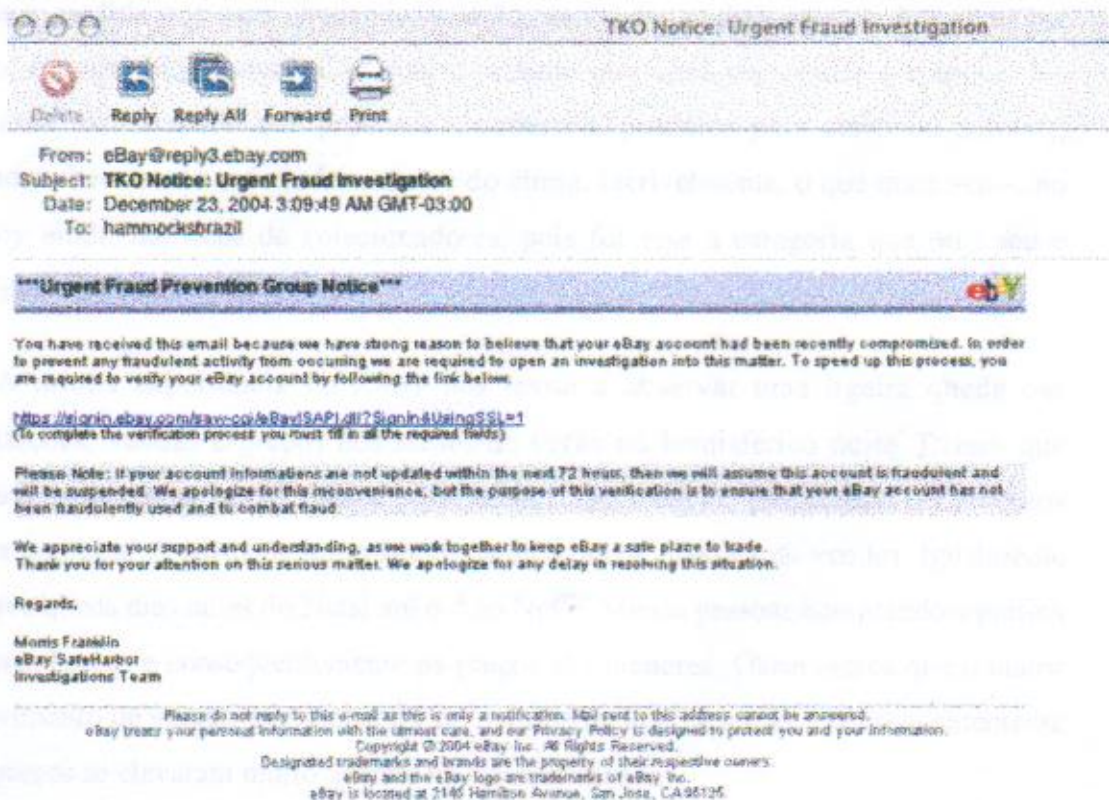 TKO Notice: Urgent Fraud Investigation
Delete Reply Reply All Forward Print
From: eBay@reply3.ebay.com
Subject: TKO Notice: Urgent Fraud Investigation
Date: December 23, 2004 3:09:49 AM GMT-03:00
To: hammocksbrazil
***Urgent Fraud Prevention Group Notice***
ebY
You have received this email because we have strong reason to believe that your eBay account had been recently compromised. In order
to prevent any fraudulent activity from occurring we are required to open an investigation into this matter. To speed up this process, you
are required to verify your eBay account by following the link below.
https://signin.ebay.com/saw-cgi/eBayISAPI.dll?SignIn&UsingSSL=1
(To complete the verification process you must fill in all the required fields)
Please Note: If your account informations are not updated within the next 72 hours, then we will assume this account is fraudulent and
will be suspended. We apologize for this inconvenience, but the purpose of this verification is to ensure that your eBay account has not
been fraudulently used and to combat fraud.
We appreciate your support and understanding, as we work together to keep eBay a safe place to trade.
Thank you for your attention on this serious matter. We apologize for any delay in resolving this situation.
Regards,
Morris Franklin
eBay SafeHarbor
Investigations Team
Please do not reply to this e-mail as this is only a notification. Mail sent to this address cannot be answered.
eBay treats your personal information with the utmost care, and our Privacy Policy is designed to protect you and your information.
Copyright © 2004 eBay Inc. All Rights Reserved.
Designated trademarks and brands are the property of their respective owners.
eBay and the eBay logo are trademarks of eBay Inc.
eBay is located at 2145 Hamilton Avenue, San Jose, CA 95125.